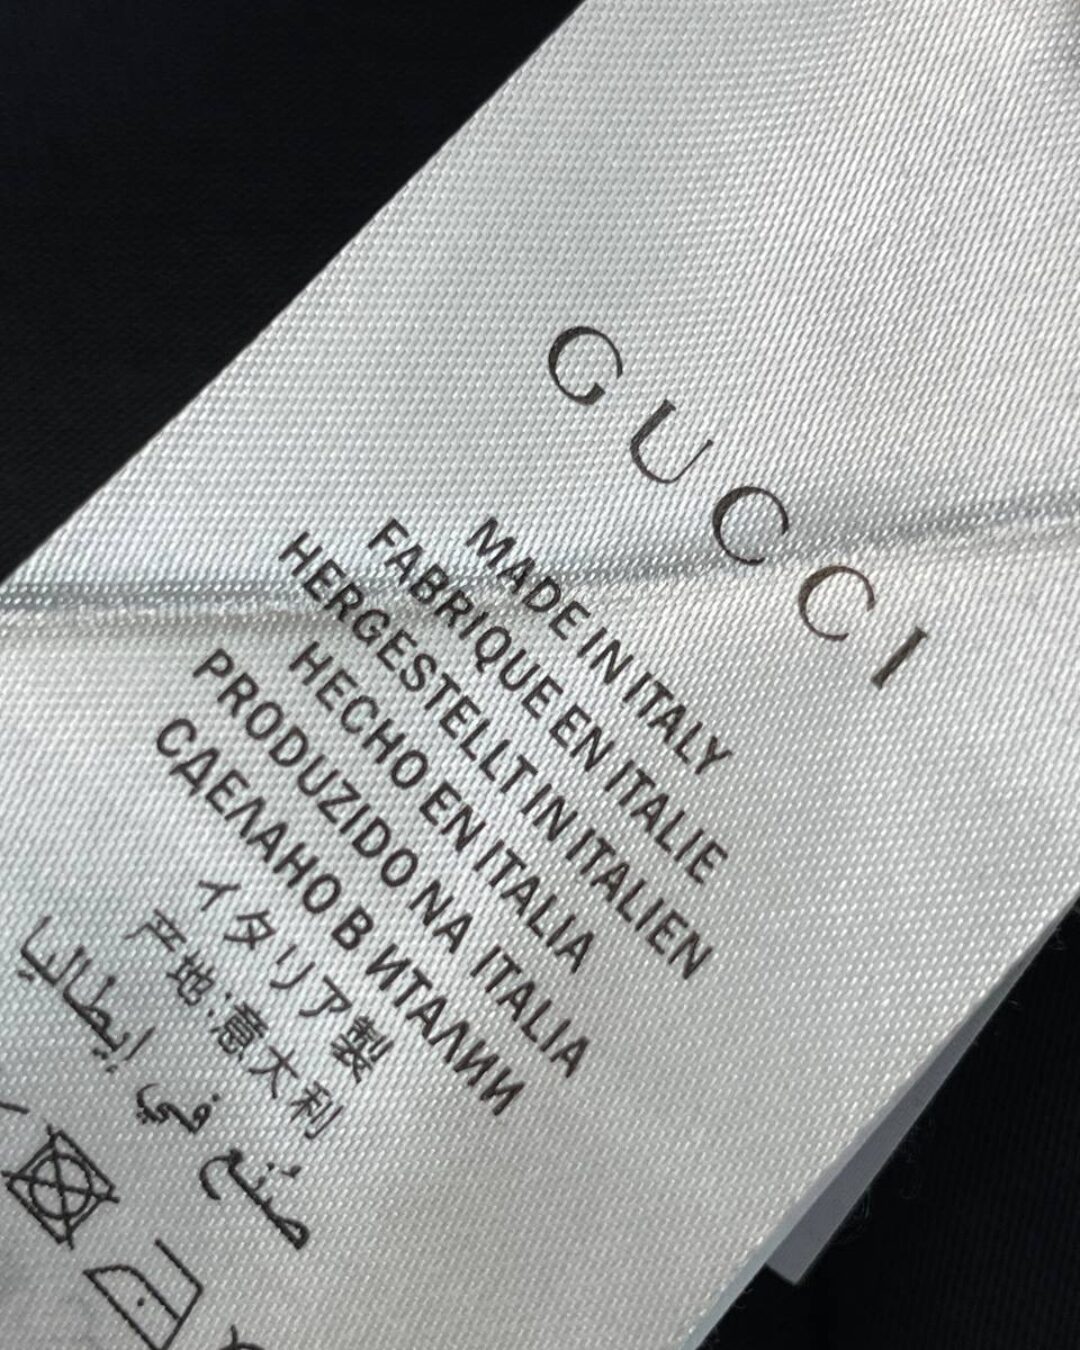 GUCCI
MADE IN ITALY
FABRIQUE EN ITALIE
HERGESTELLT IN ITALIEN
HECHO EN ITALIA
PRODUZIDO NA ITALIA
СДЕЛАНО В ИТАЛИИ
イタリア製
产地:意大利
صنع في إيطاليا